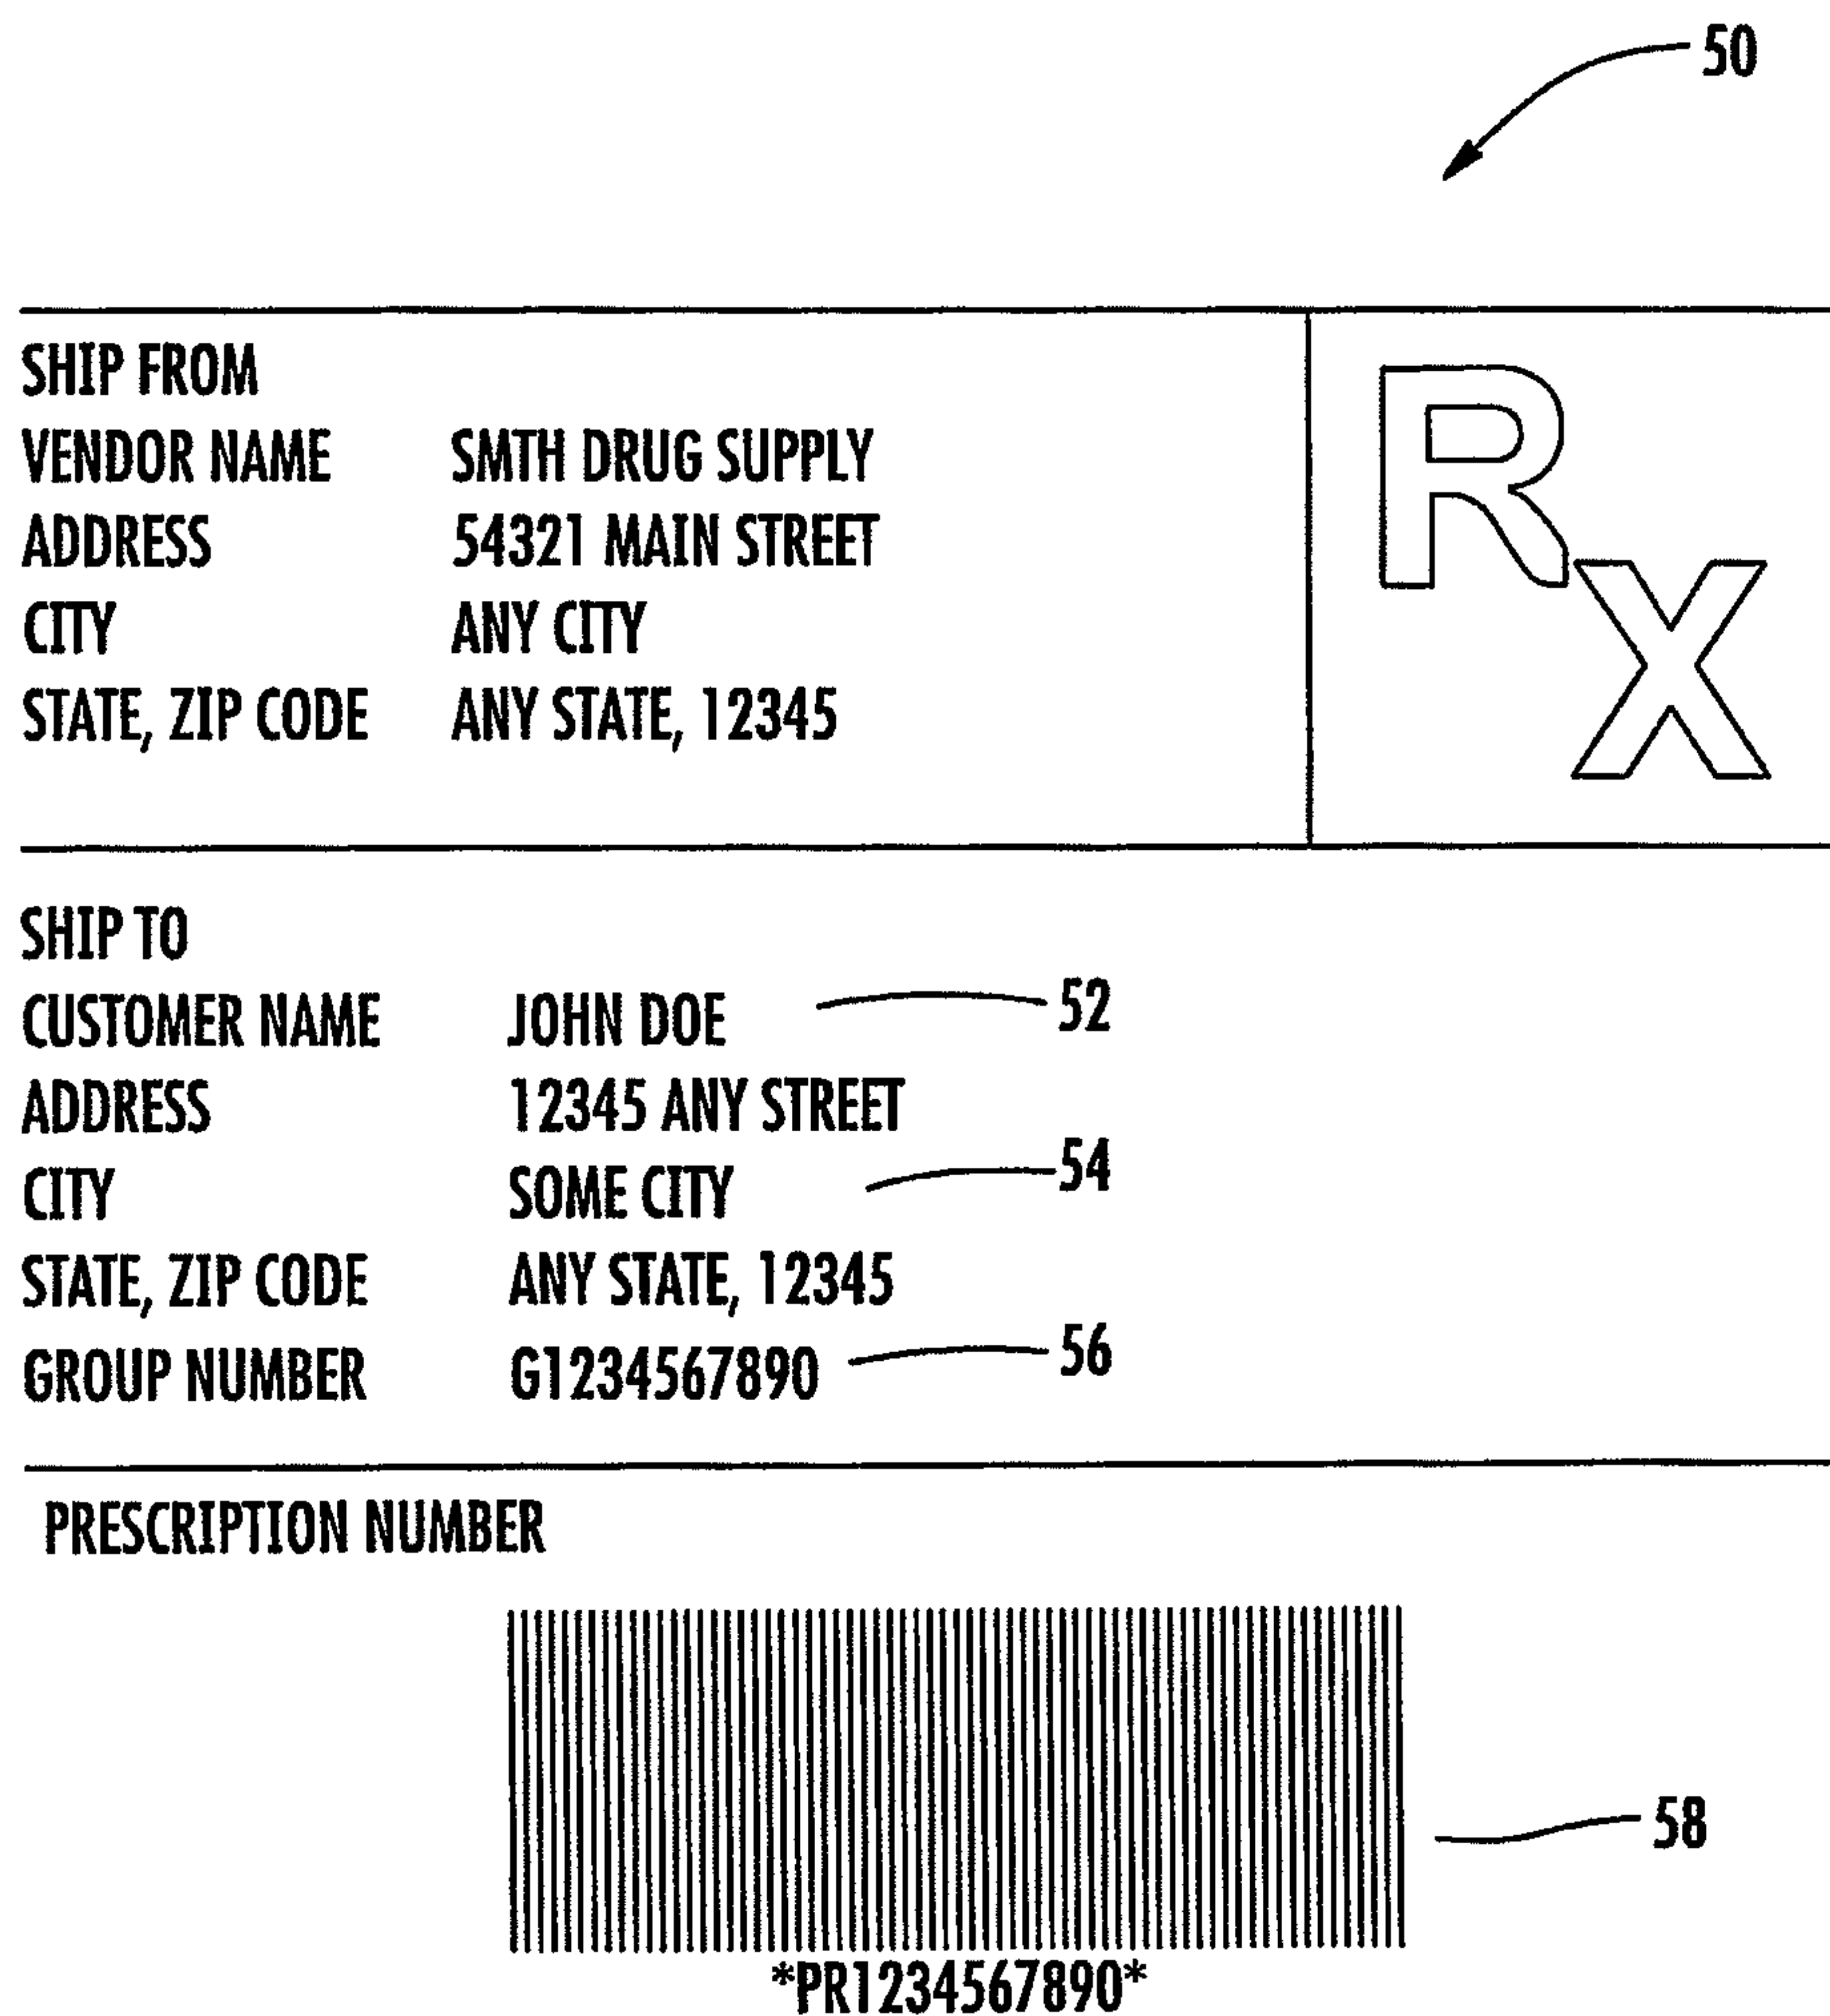 50
SHIP FROM
VENDOR NAME SMTH DRUG SUPPLY
ADDRESS 54321 MAIN STREET
CITY ANY CITY
STATE, ZIP CODE ANY STATE, 12345
RX
SHIP TO
CUSTOMER NAME JOHN DOE 52
ADDRESS 12345 ANY STREET
CITY SOME CITY 54
STATE, ZIP CODE ANY STATE, 12345
GROUP NUMBER G1234567890 56
PRESCRIPTION NUMBER
58
*PR1234567890*